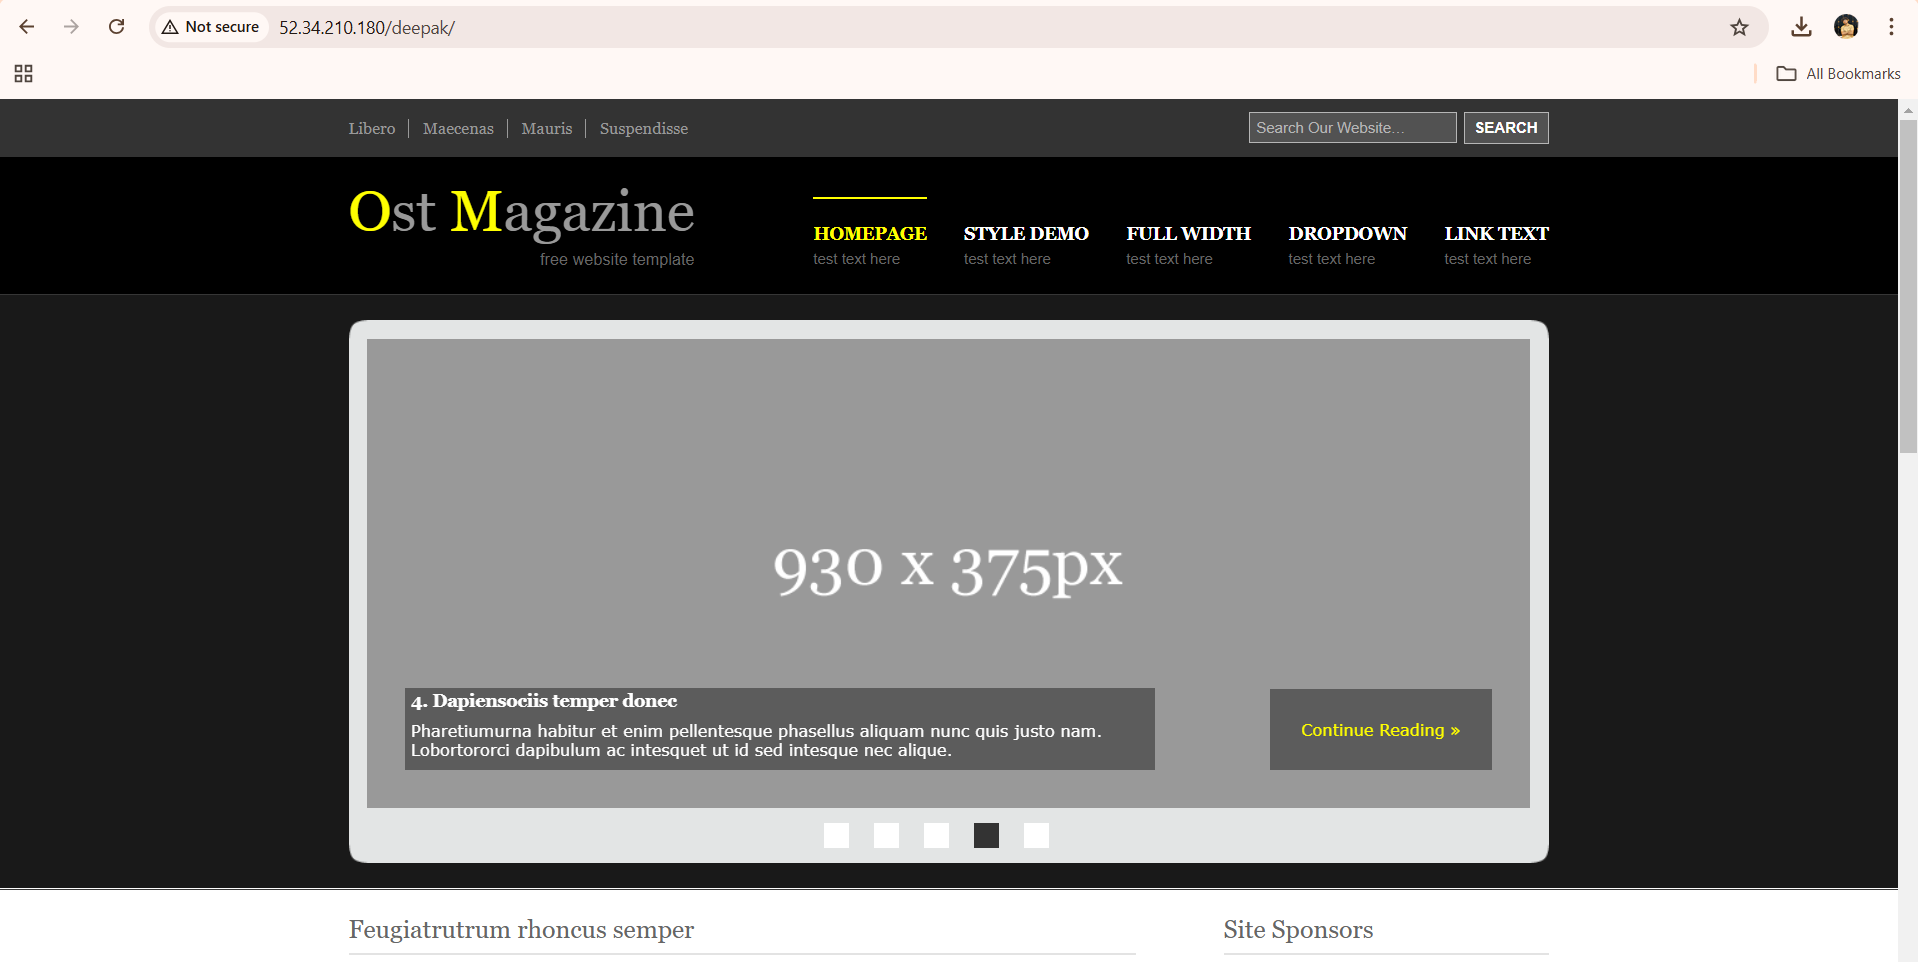 Not secure
52.34.210.180/deepak/
All Bookmarks
Libero
Maecenas
Mauris
Suspendisse
Search Our Website...
SEARCH
Ost Magazine
free website template
HOMEPAGE
test text here
STYLE DEMO
test text here
FULL WIDTH
test text here
DROPDOWN
test text here
LINK TEXT
test text here
930 x 375px
4. Dapiensociis temper donec
Pharetiumurna habitur et enim pellentesque phasellus aliquam nunc quis justo nam.
Lobortororci dapibulum ac intesquet ut id sed intesque nec alique.
Continue Reading »
Feugiatrutrum rhoncus semper
Site Sponsors